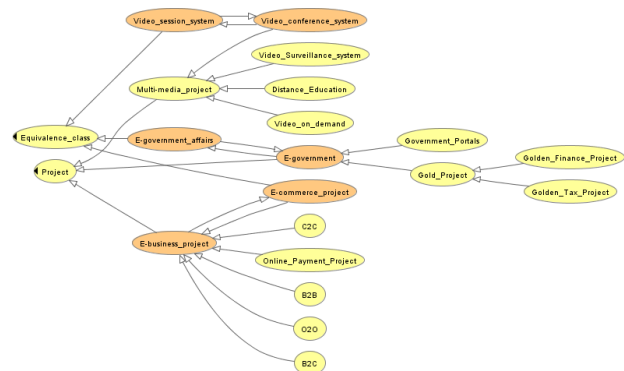 Video_session_system
Video_conference_system
Video_Surveillance_system
Multi-media_project
Distance_Education
Video_on_demand
Equivalence_class
E-government_affairs
Government_Portals
E-government
Golden_Finance_Project
Project
Gold_Project
E-commerce_project
Golden_Tax_Project
C2C
E-business_project
Online_Payment_Project
B2B
O2O
B2C